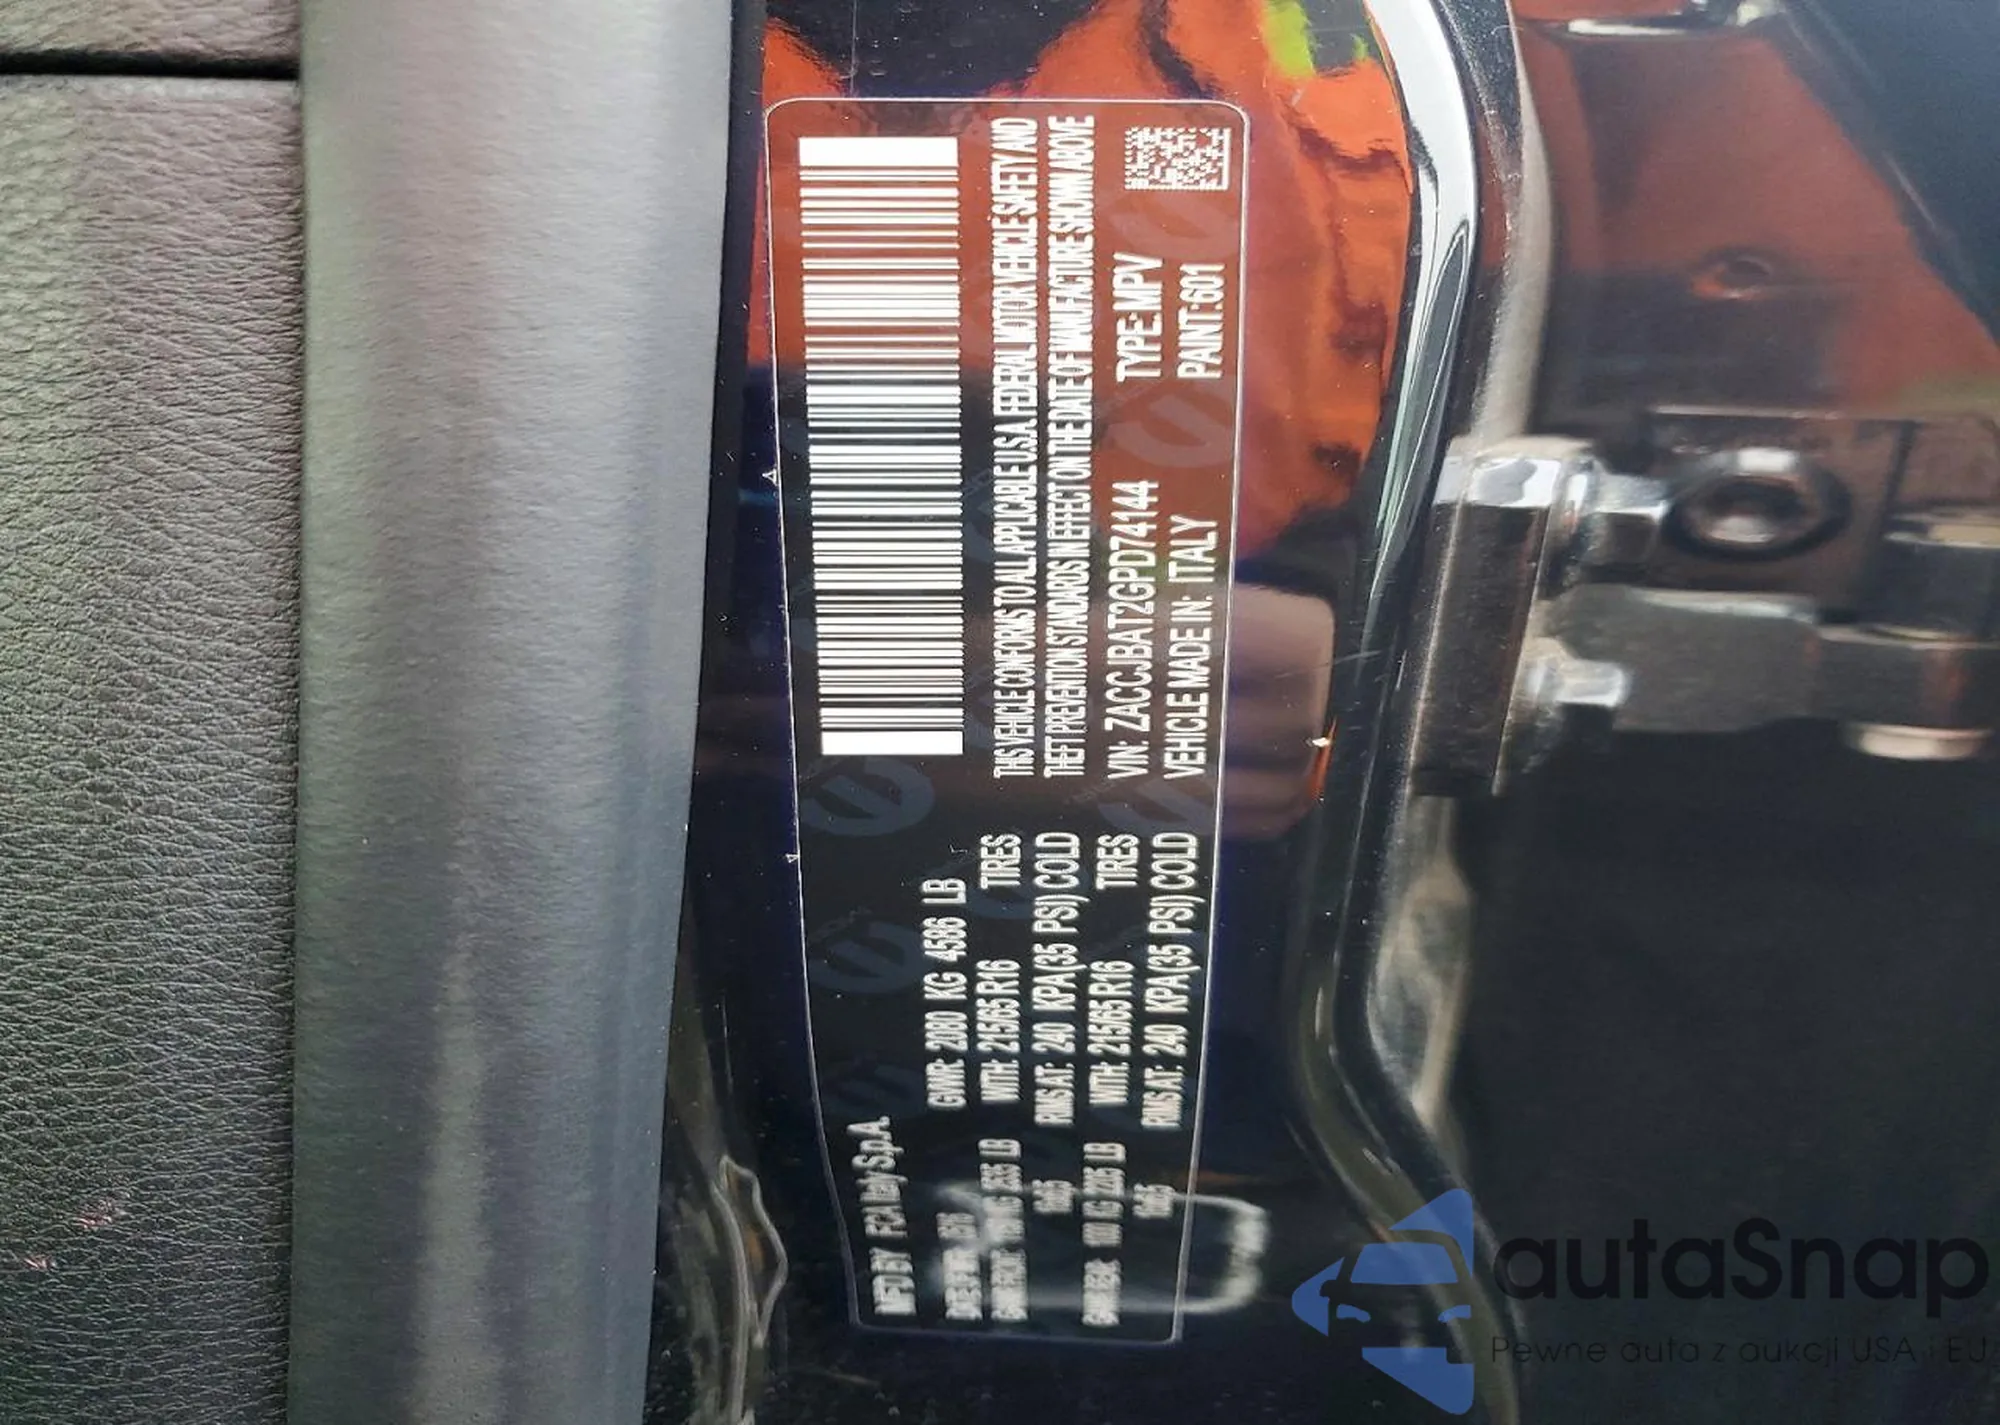 MFD BY FCA Italy S.p.A.
GVWR: 2080 KG 4586 LB
WITH: 215/65 R16 TIRES
RIMS AT: 240 KPA(35 PSI) COLD
LB
WITH: 215/65 R16 TIRES
RIMS AT: 240 KPA(35 PSI) COLD
LB
THIS VEHICLE CONFORMS TO ALL APPLICABLE U.S.A. FEDERAL MOTOR VEHICLE SAFETY AND
THEFT PREVENTION STANDARDS IN EFFECT ON THE DATE OF MANUFACTURE SHOWN ABOVE
VIN: ZACCJBAT2GPD74144 TYPE:MPV
VEHICLE MADE IN: ITALY PAINT:601
autaSnap
Pewne auta z aukcji USA i EU